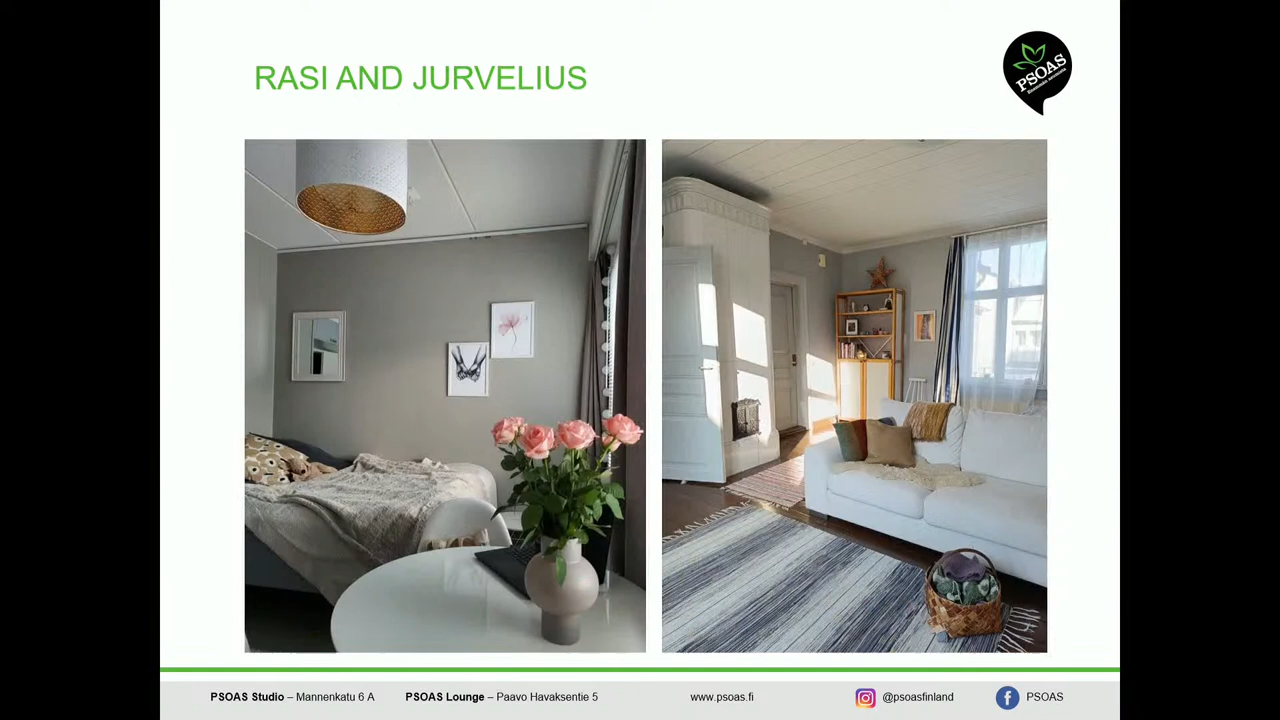 RASI AND JURVELIUS
PSOAS
PSOAS Studio – Mannenkatu 6 A
PSOAS Lounge – Paavo Havaksentie 5
www.psoas.fi
@psoasfinland
PSOAS